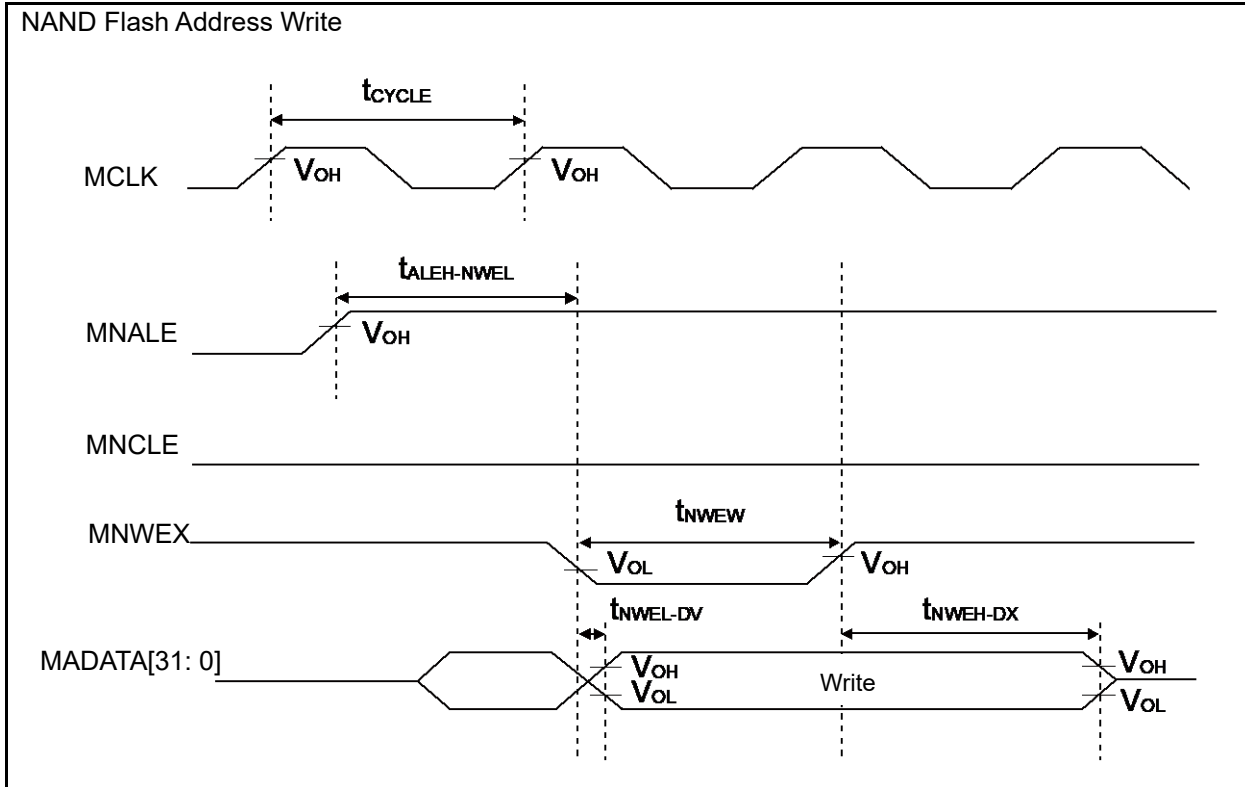 NAND Flash Address Write
tCYCLE
MCLK
VOH
VOH
tALEH-NWEL
MNALE
VOH
MNCLE
tNWEW
MNWEX
VOL
VOH
tNWEL-DV
tNWEH-DX
MADATA[31: 0]
VOH
VOL
Write
VOH
VOL